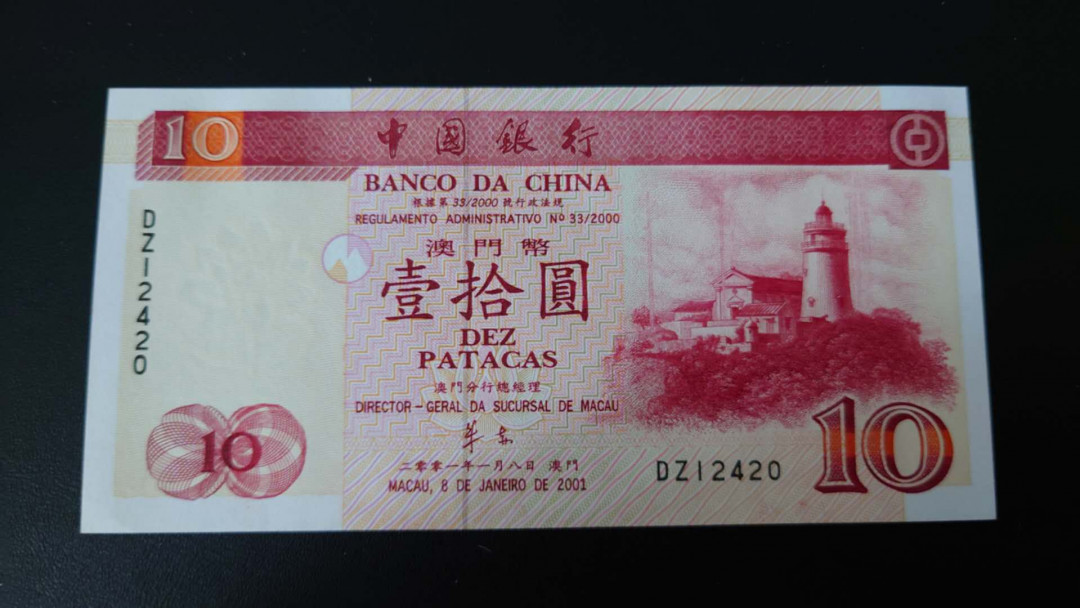 10
中國銀行
BANCO DA CHINA
根據第33/2000號行政法規
REGULAMENTO ADMINISTRATIVO Nº 33/2000
澳門幣
壹拾圓
DEZ
PATACAS
澳門分行總經理
DIRECTOR-GERAL DA SUCURSAL DE MACAU
二零零一年一月八日 澳門
MACAU, 8 DE JANEIRO DE 2001
DZ12420
10
DZ12420
10